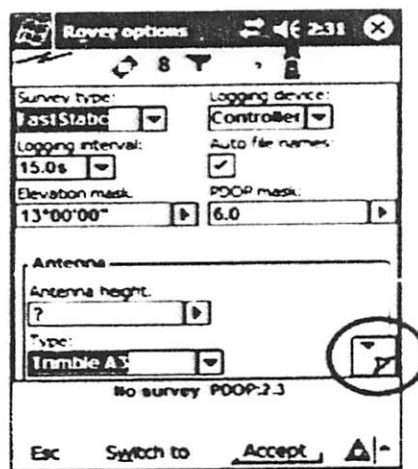 Rover options 2:31
8
Survey type: Logging device:
FastStatic Controller
Logging interval: Auto file names:
15.0s
Elevation mask: PDOP mask:
13°00'00" 6.0
Antenna
Antenna height:
?
Type:
Trimble A3
No survey PDOP:2.3
Esc Switch to Accept